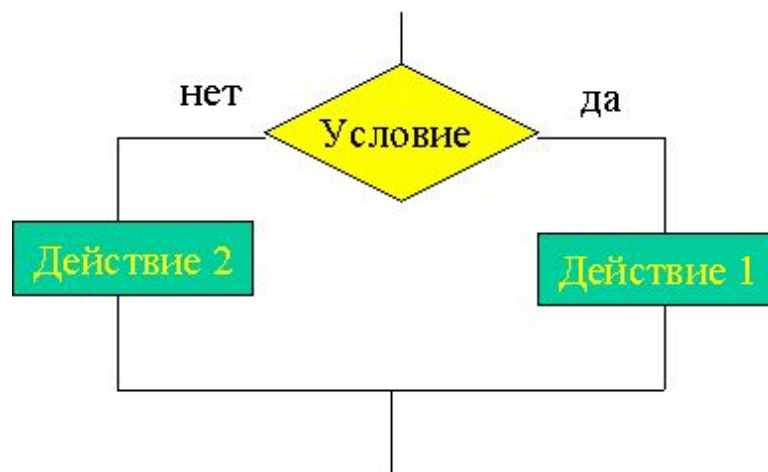 нет
да
Условие
Действие 2
Действие 1